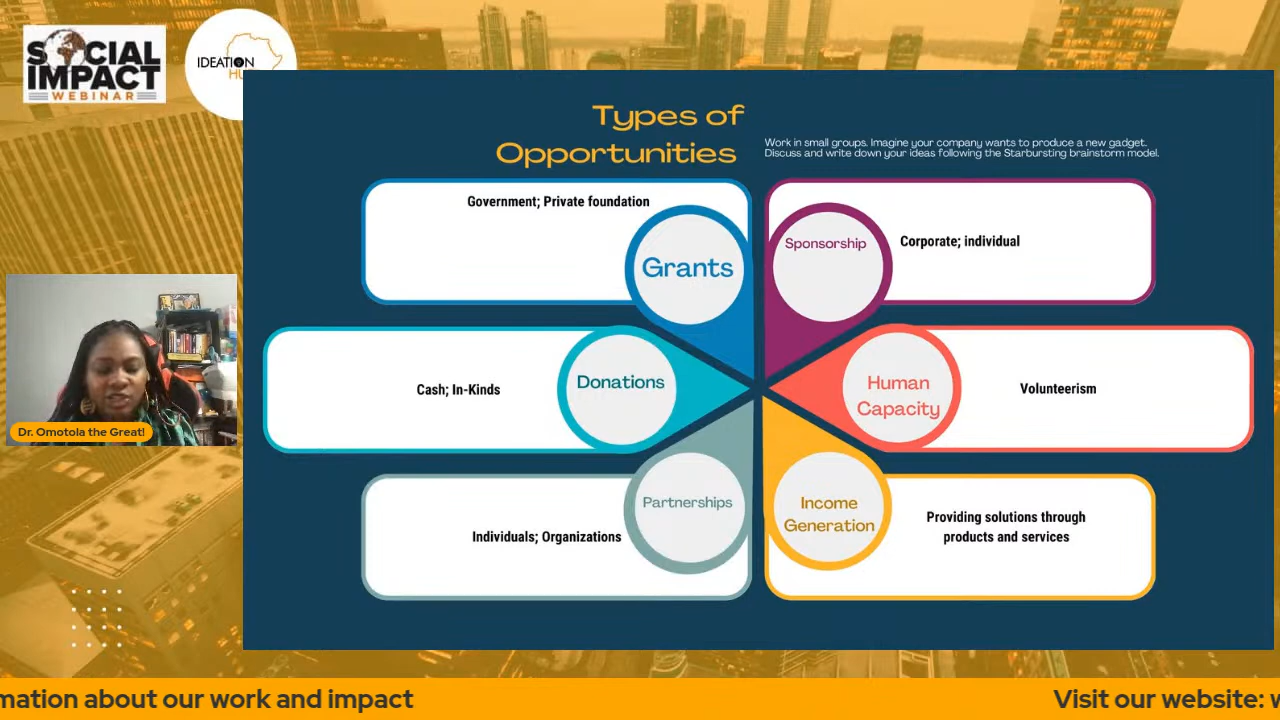 SOCIAL
IMPACT
WEBINAR
IDEATION
HU
Types of
Opportunities
Work in small groups. Imagine your company wants to produce a new gadget.
Discuss and write down your ideas following the Starbursting brainstorm model.
Government; Private foundation
Grants
Sponsorship
Corporate; individual
Cash; In-Kinds
Donations
Human
Capacity
Volunteerism
Individuals; Organizations
Partnerships
Income
Generation
Providing solutions through
products and services
Dr. Omotola the Great!
mation about our work and impact
Visit our website: w